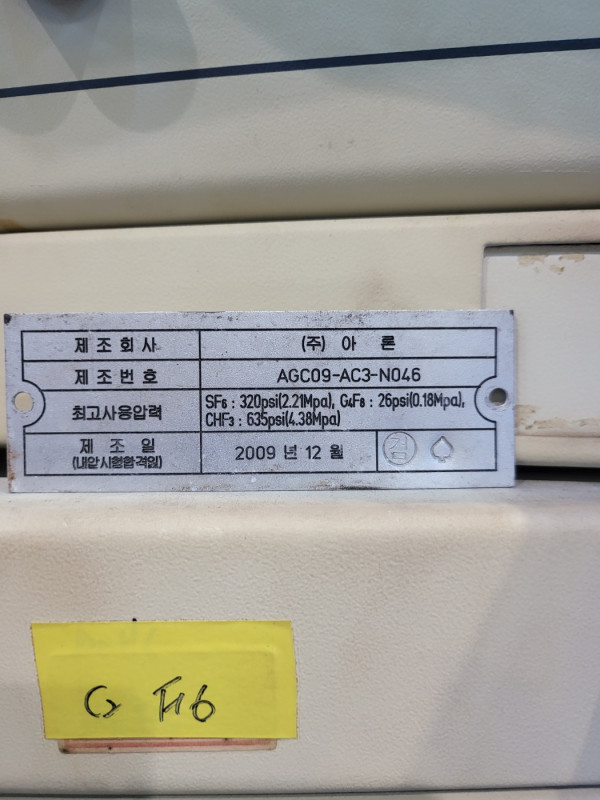 제조회사 (주) 아 론
제조번호 AGC09-AC3-N046
최고사용압력 SF6 : 320psi(2.21Mpa), G4F8 : 26psi(0.18Mpa),
CHF3 : 635psi(4.38Mpa)
제 조 일 2009 년 12 월 검
(내압시험합격일)